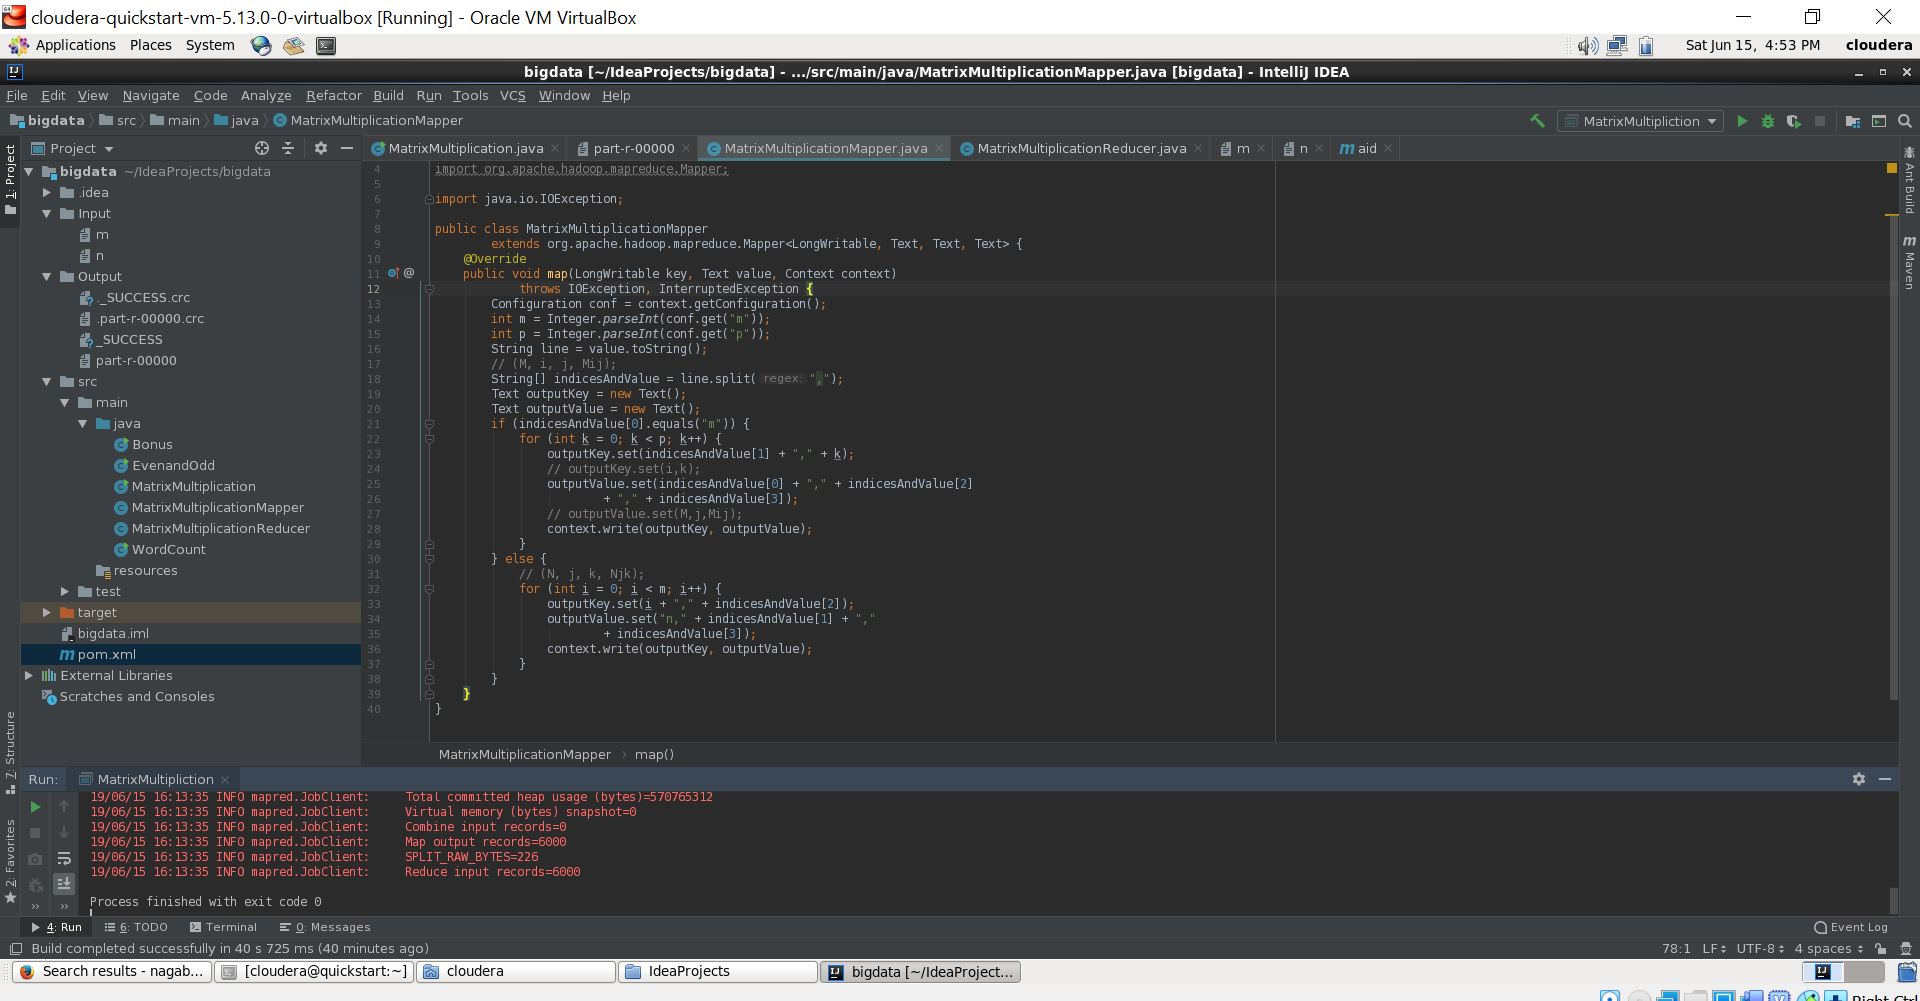 cloudera-quickstart-vm-5.13.0-0-virtualbox [Running] - Oracle VM VirtualBox
Applications Places System
Sat Jun 15, 4:53 PM cloudera
bigdata [~/IdeaProjects/bigdata] - .../src/main/java/MatrixMultiplicationMapper.java [bigdata] - IntelliJ IDEA
File Edit View Navigate Code Analyze Refactor Build Run Tools VCS Window Help
bigdata src main java MatrixMultiplicationMapper
MatrixMultipliction
Project
MatrixMultiplication.java part-r-00000 MatrixMultiplicationMapper.java MatrixMultiplicationReducer.java m n aid
1: Project
7: Structure
2: Favorites
Ant Build
Maven
bigdata ~/IdeaProjects/bigdata
.idea
Input
m
n
Output
._SUCCESS.crc
.part-r-00000.crc
_SUCCESS
part-r-00000
src
main
java
Bonus
EvenandOdd
MatrixMultiplication
MatrixMultiplicationMapper
MatrixMultiplicationReducer
WordCount
resources
test
target
bigdata.iml
pom.xml
External Libraries
Scratches and Consoles
4 import org.apache.hadoop.mapreduce.Mapper;
5
6 import java.io.IOException;
7
8 public class MatrixMultiplicationMapper
9 extends org.apache.hadoop.mapreduce.Mapper<LongWritable, Text, Text, Text> {
10 @Override
11 public void map(LongWritable key, Text value, Context context)
12 throws IOException, InterruptedException {
13 Configuration conf = context.getConfiguration();
14 int m = Integer.parseInt(conf.get("m"));
15 int p = Integer.parseInt(conf.get("p"));
16 String line = value.toString();
17 // (M, i, j, Mij);
18 String[] indicesAndValue = line.split( regex: ",");
19 Text outputKey = new Text();
20 Text outputValue = new Text();
21 if (indicesAndValue[0].equals("m")) {
22 for (int k = 0; k < p; k++) {
23 outputKey.set(indicesAndValue[1] + "," + k);
24 // outputKey.set(i,k);
25 outputValue.set(indicesAndValue[0] + "," + indicesAndValue[2]
26 + "," + indicesAndValue[3]);
27 // outputValue.set(M,j,Mij);
28 context.write(outputKey, outputValue);
29 }
30 } else {
31 // (N, j, k, Njk);
32 for (int i = 0; i < m; i++) {
33 outputKey.set(i + "," + indicesAndValue[2]);
34 outputValue.set("n," + indicesAndValue[1] + ","
35 + indicesAndValue[3]);
36 context.write(outputKey, outputValue);
37 }
38 }
39 }
40 }
MatrixMultiplicationMapper › map()
Run: MatrixMultipliction
19/06/15 16:13:35 INFO mapred.JobClient: Total committed heap usage (bytes)=570765312
19/06/15 16:13:35 INFO mapred.JobClient: Virtual memory (bytes) snapshot=0
19/06/15 16:13:35 INFO mapred.JobClient: Combine input records=0
19/06/15 16:13:35 INFO mapred.JobClient: Map output records=6000
19/06/15 16:13:35 INFO mapred.JobClient: SPLIT_RAW_BYTES=226
19/06/15 16:13:35 INFO mapred.JobClient: Reduce input records=6000
Process finished with exit code 0
4: Run 6: TODO Terminal 0: Messages Event Log
Build completed successfully in 40 s 725 ms (40 minutes ago) 78:1 LF UTF-8 4 spaces
Search results - nagab... [cloudera@quickstart:~] cloudera IdeaProjects bigdata [~/IdeaProject...
Right Ctrl